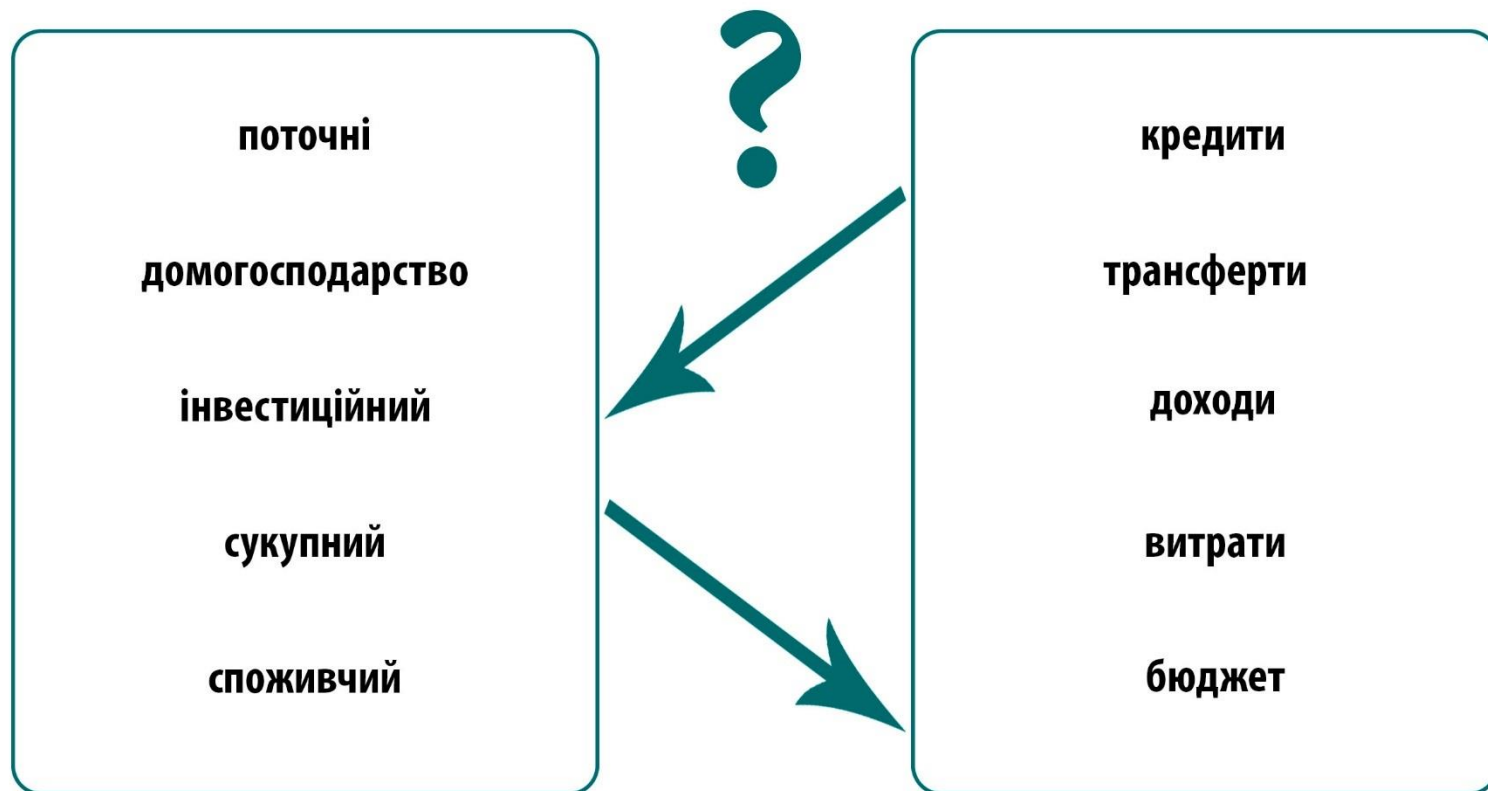 поточні
домогосподарство
інвестиційний
сукупний
споживчий
?
кредити
трансферти
доходи
витрати
бюджет